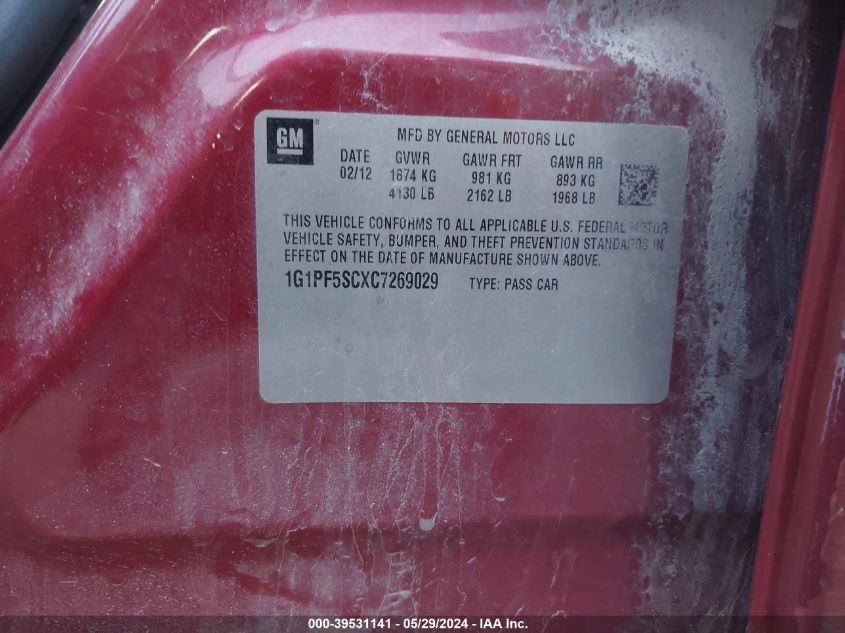 GM
MFD BY GENERAL MOTORS LLC
DATE GVWR GAWR FRT GAWR RR
02/12 1874 KG 981 KG 893 KG
4130 LB 2162 LB 1968 LB
THIS VEHICLE CONFORMS TO ALL APPLICABLE U.S. FEDERAL MOTOR
VEHICLE SAFETY, BUMPER, AND THEFT PREVENTION STANDARDS IN
EFFECT ON THE DATE OF MANUFACTURE SHOWN ABOVE.
1G1PF5SCXC7269029 TYPE: PASS CAR
000-39531141 - 05/29/2024 - IAA Inc.